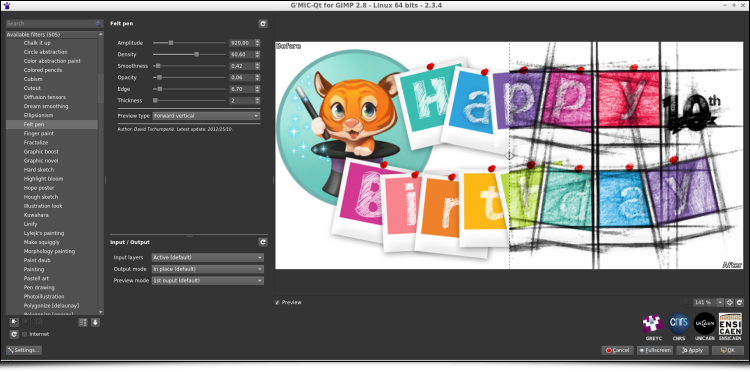 G'MIC-Qt for GIMP 2.8 - Linux 64 bits - 2.3.4
Search
Available filters (505)
Chalk it up
Circle abstraction
Color abstraction paint
Colored pencils
Cubism
Cutout
Diffusion tensors
Dream smoothing
Ellipsionism
Felt pen
Finger paint
Fractalize
Graphic boost
Graphic novel
Hard sketch
Highlight bloom
Hope poster
Hough sketch
Illustration look
Kuwahara
Linify
Lylejk's painting
Make squiggly
Morphology painting
Paint daub
Painting
Pastell art
Pen drawing
Photoillustration
Polygonize [delaunay]
Internet
Settings...
Felt pen
Amplitude 920,00
Density 60,60
Smoothness 0,42
Opacity 0,06
Edge 6,70
Thickness 2
Preview type Forward vertical
Author: David Tschumperlé. Latest update: 2012/25/10.
Input / Output
Input layers Active (default)
Output mode In place (default)
Preview mode 1st ouput (default)
Before
Happy
10th
Birthday
After
Preview
141 %
GREYC CNRS UNICAEN ENSICAEN
Cancel Fullscreen Apply OK